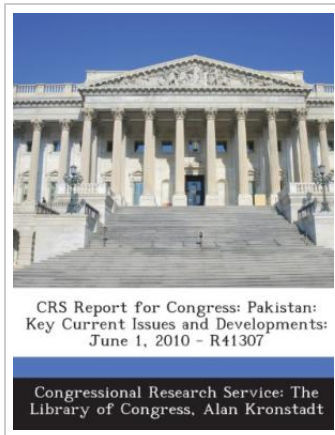 CRS Report for Congress: Pakistan:
Key Current Issues and Developments:
June 1, 2010 - R41307
Congressional Research Service: The
Library of Congress, Alan Kronstadt